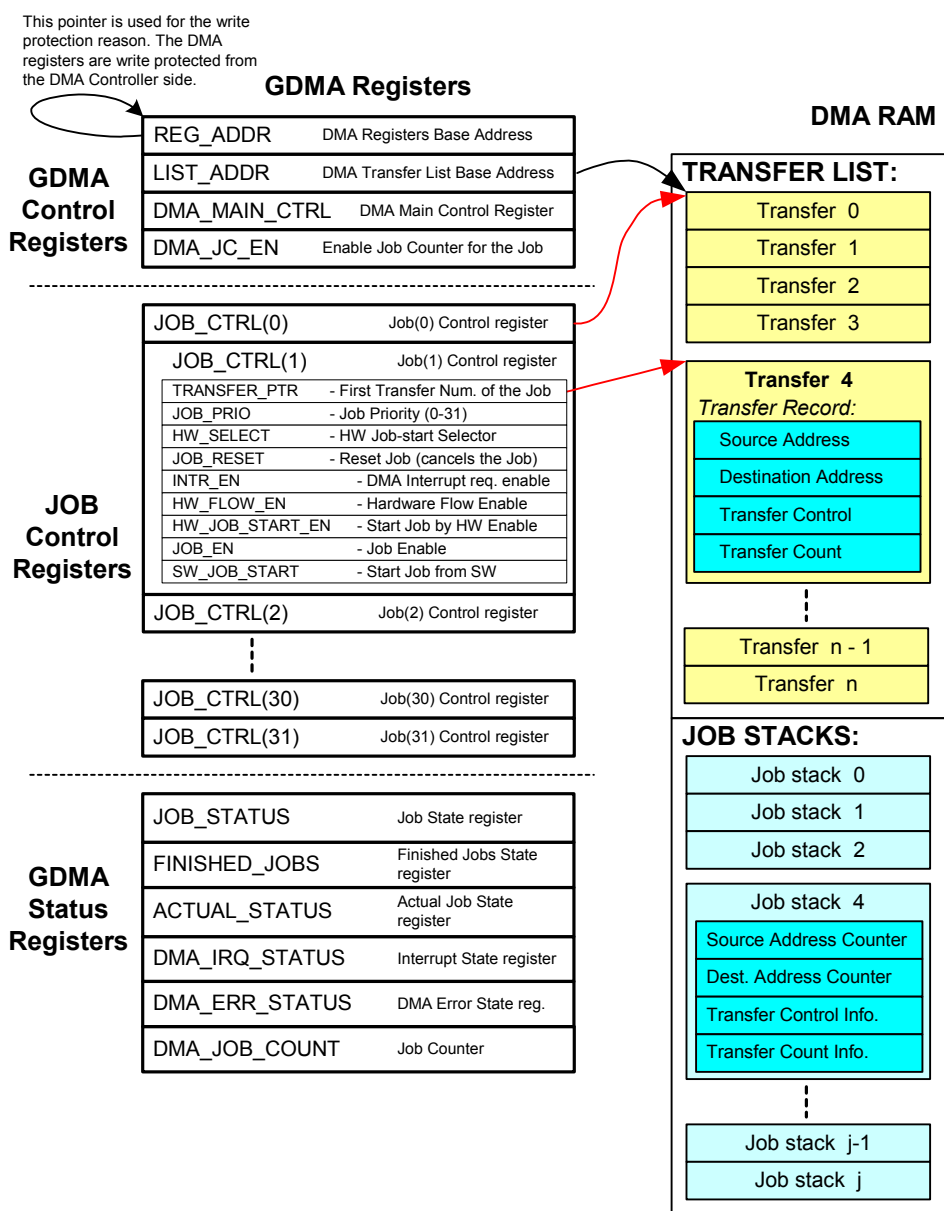 This pointer is used for the write
protection reason. The DMA
registers are write protected from
the DMA Controller side.
GDMA Registers
GDMA
Control
Registers
REG_ADDR DMA Registers Base Address
LIST_ADDR DMA Transfer List Base Address
DMA_MAIN_CTRL DMA Main Control Register
DMA_JC_EN Enable Job Counter for the Job
JOB
Control
Registers
JOB_CTRL(0) Job(0) Control register
JOB_CTRL(1) Job(1) Control register
TRANSFER_PTR - First Transfer Num. of the Job
JOB_PRIO - Job Priority (0-31)
HW_SELECT - HW Job-start Selector
JOB_RESET - Reset Job (cancels the Job)
INTR_EN - DMA Interrupt req. enable
HW_FLOW_EN - Hardware Flow Enable
HW_JOB_START_EN - Start Job by HW Enable
JOB_EN - Job Enable
SW_JOB_START - Start Job from SW
JOB_CTRL(2) Job(2) Control register
JOB_CTRL(30) Job(30) Control register
JOB_CTRL(31) Job(31) Control register
GDMA
Status
Registers
JOB_STATUS Job State register
FINISHED_JOBS Finished Jobs State
register
ACTUAL_STATUS Actual Job State
register
DMA_IRQ_STATUS Interrupt State register
DMA_ERR_STATUS DMA Error State reg.
DMA_JOB_COUNT Job Counter
DMA RAM
TRANSFER LIST:
Transfer 0
Transfer 1
Transfer 2
Transfer 3
Transfer 4
Transfer Record:
Source Address
Destination Address
Transfer Control
Transfer Count
Transfer n - 1
Transfer n
JOB STACKS:
Job stack 0
Job stack 1
Job stack 2
Job stack 4
Source Address Counter
Dest. Address Counter
Transfer Control Info.
Transfer Count Info.
Job stack j-1
Job stack j